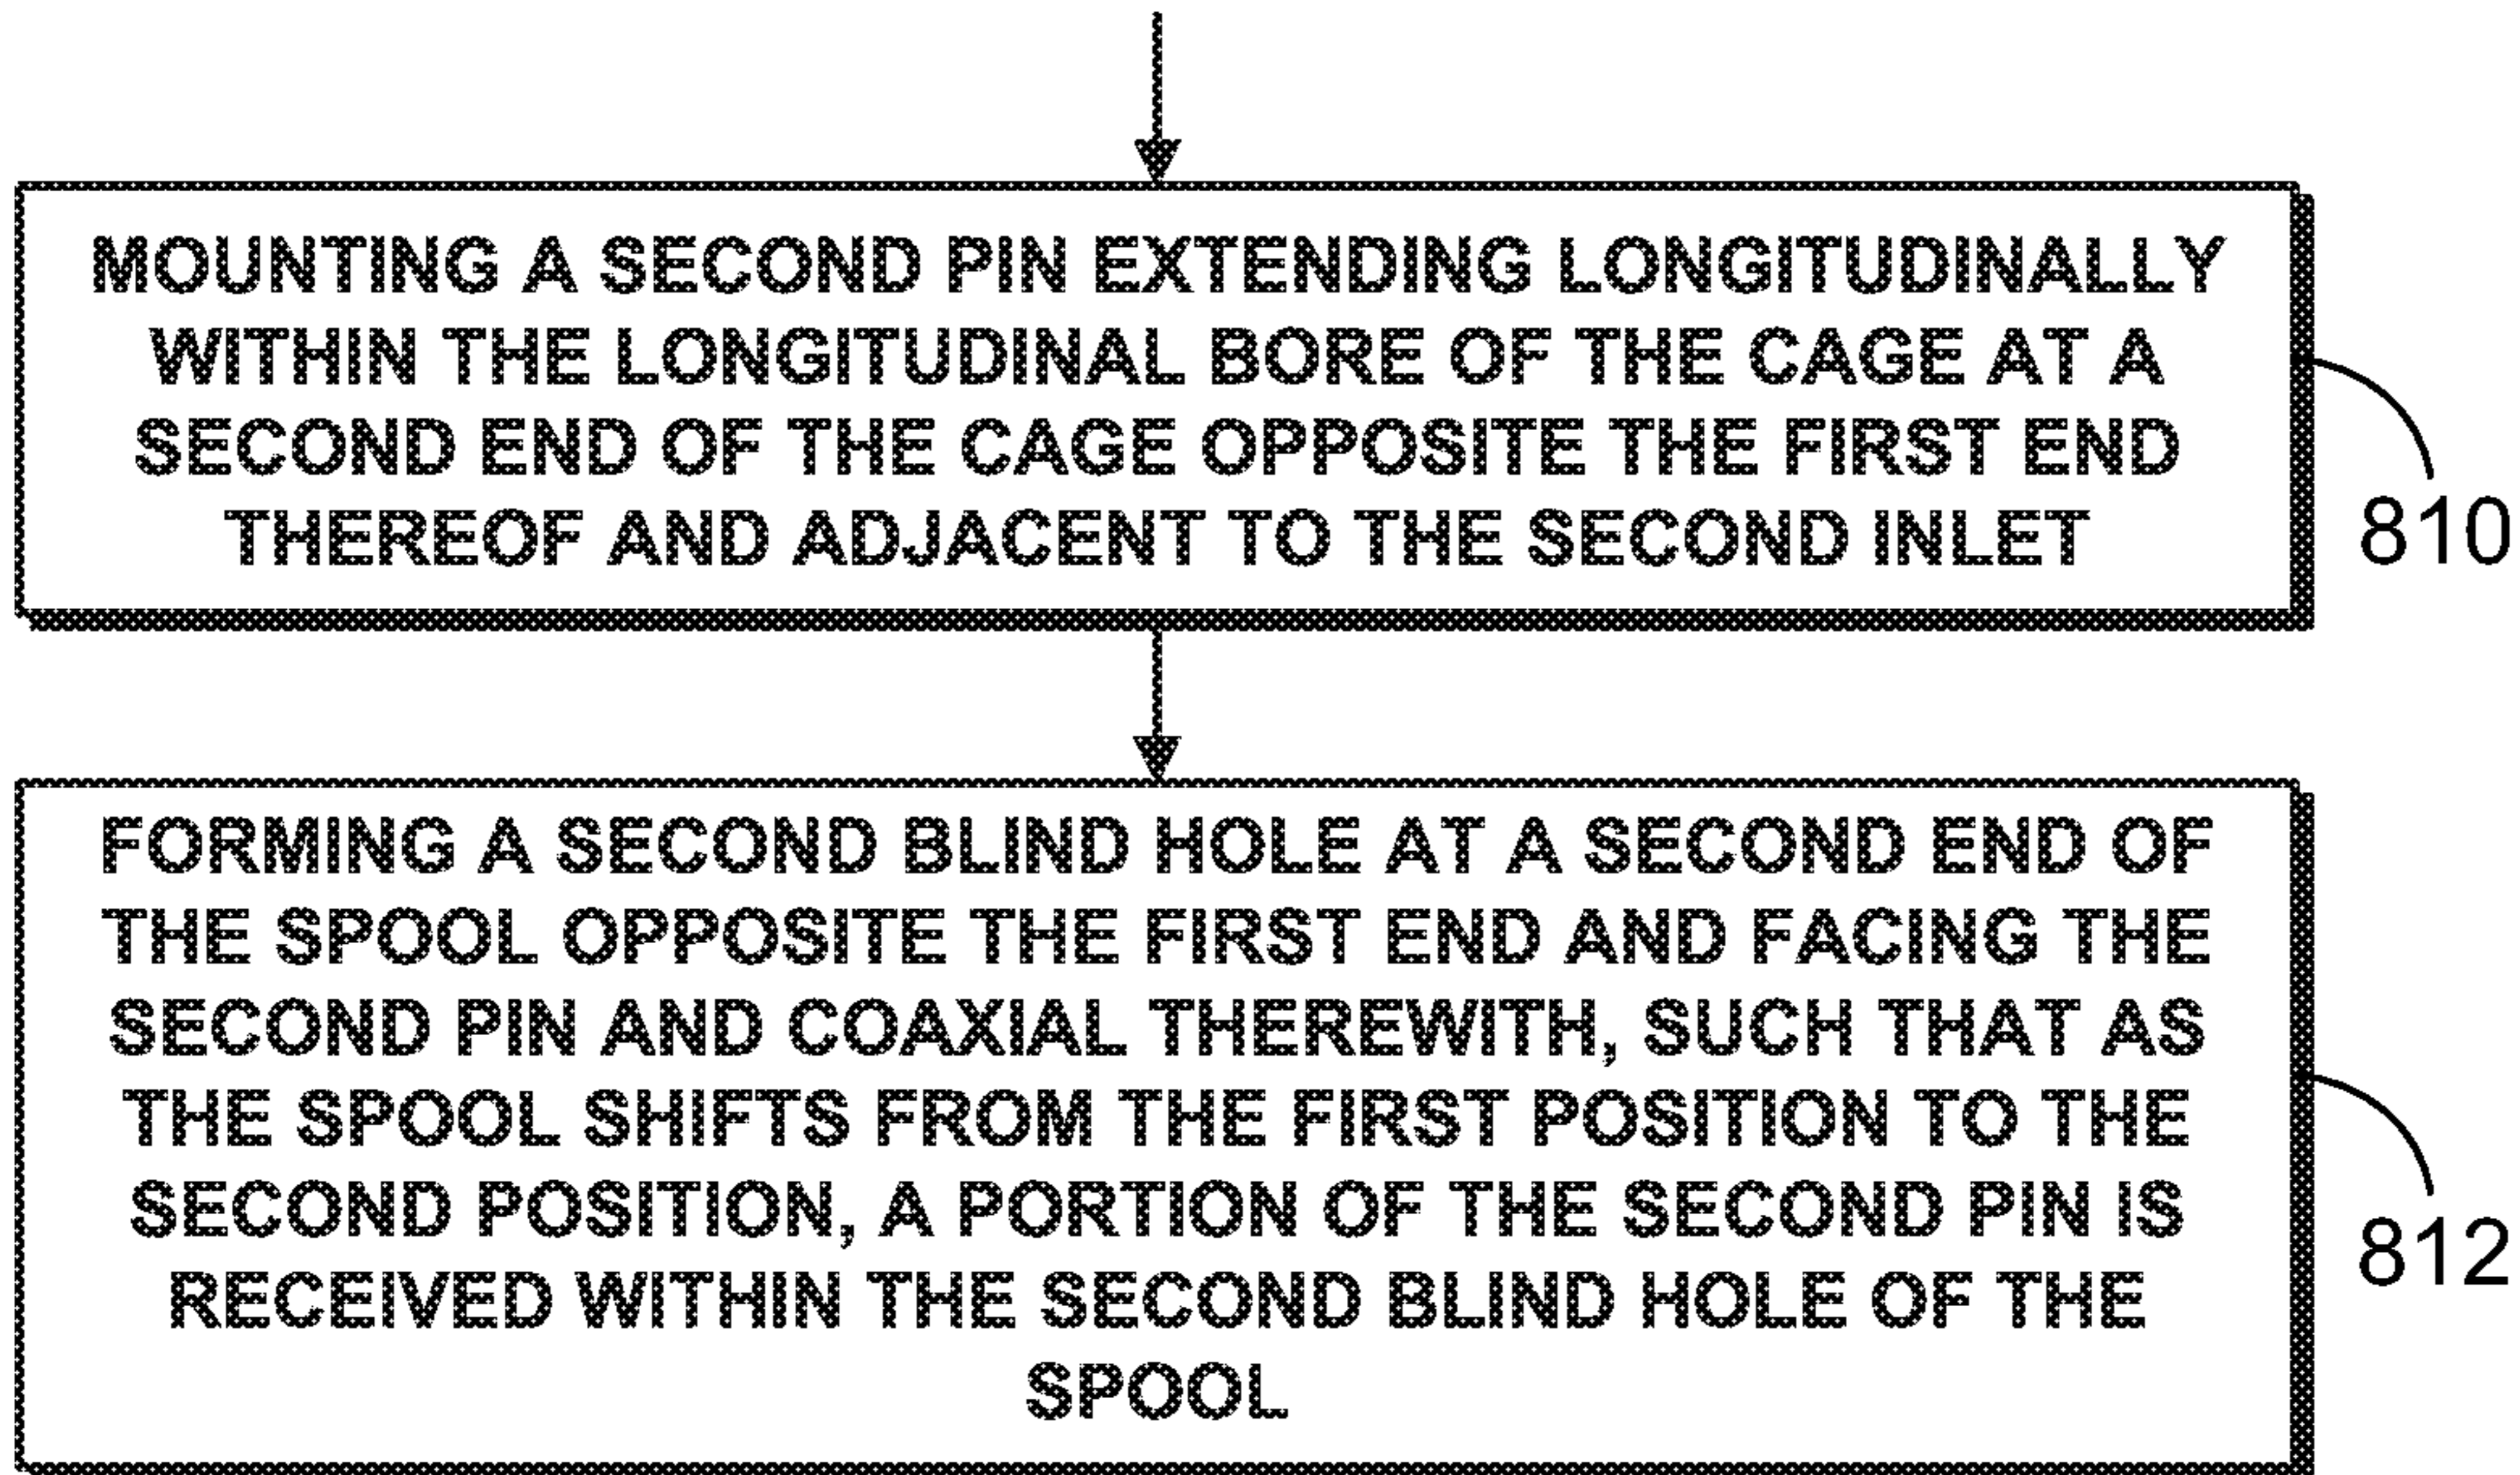 MOUNTING A SECOND PIN EXTENDING LONGITUDINALLY
WITHIN THE LONGITUDINAL BORE OF THE CAGE AT A
SECOND END OF THE CAGE OPPOSITE THE FIRST END
THEREOF AND ADJACENT TO THE SECOND INLET
810
FORMING A SECOND BLIND HOLE AT A SECOND END OF
THE SPOOL OPPOSITE THE FIRST END AND FACING THE
SECOND PIN AND COAXIAL THEREWITH, SUCH THAT AS
THE SPOOL SHIFTS FROM THE FIRST POSITION TO THE
SECOND POSITION, A PORTION OF THE SECOND PIN IS
RECEIVED WITHIN THE SECOND BLIND HOLE OF THE
SPOOL
812